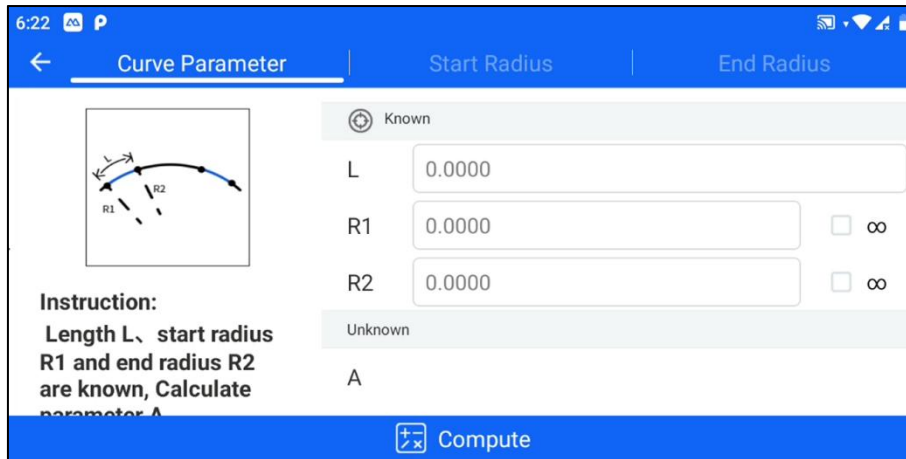 6:22
Curve Parameter
Start Radius
End Radius
L
R1
R2
Instruction:
Length L、start radius
R1 and end radius R2
are known, Calculate
parameter A
Known
L 0.0000
R1 0.0000 ∞
R2 0.0000 ∞
Unknown
A
Compute